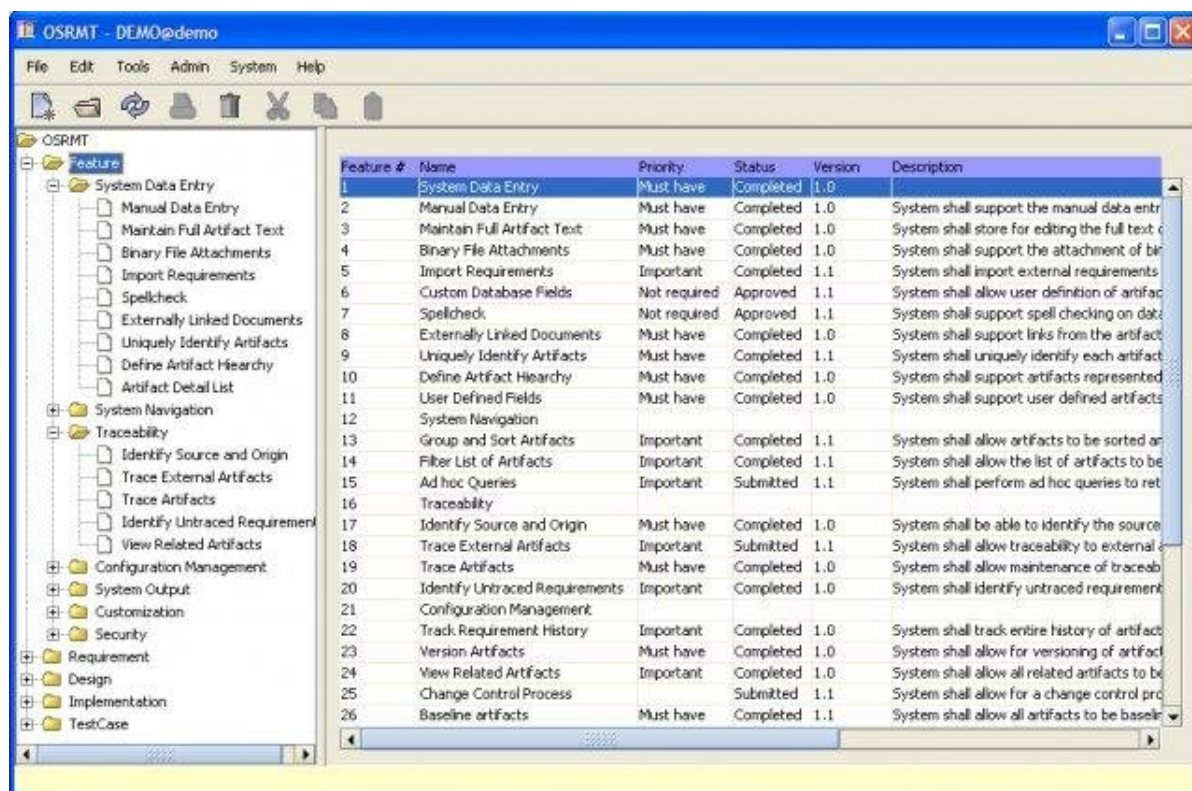 OSRMT - DEMO@demo
File Edit Tools Admin System Help
OSRMT
Feature
System Data Entry
Manual Data Entry
Maintain Full Artifact Text
Binary File Attachments
Import Requirements
Spellcheck
Externally Linked Documents
Uniquely Identify Artifacts
Define Artifact Hiearchy
Artifact Detail List
System Navigation
Traceability
Identify Source and Origin
Trace External Artifacts
Trace Artifacts
Identify Untraced Requirement
View Related Artifacts
Configuration Management
System Output
Customization
Security
Requirement
Design
Implementation
TestCase
Feature # Name Priority Status Version Description
1 System Data Entry Must have Completed 1.0
2 Manual Data Entry Must have Completed 1.0 System shall support the manual data entr
3 Maintain Full Artifact Text Must have Completed 1.0 System shall store for editing the full text
4 Binary File Attachments Must have Completed 1.0 System shall support the attachment of bin
5 Import Requirements Important Completed 1.1 System shall import external requirements
6 Custom Database Fields Not required Approved 1.1 System shall allow user definition of artifac
7 Spellcheck Not required Approved 1.1 System shall support spell checking on data
8 Externally Linked Documents Must have Completed 1.0 System shall support links from the artifact
9 Uniquely Identify Artifacts Must have Completed 1.1 System shall uniquely identify each artifact
10 Define Artifact Hiearchy Must have Completed 1.0 System shall support artifacts represented
11 User Defined Fields Must have Completed 1.0 System shall support user defined artifacts
12 System Navigation
13 Group and Sort Artifacts Important Completed 1.1 System shall allow artifacts to be sorted an
14 Filter List of Artifacts Important Completed 1.1 System shall allow the list of artifacts to be
15 Ad hoc Queries Important Submitted 1.1 System shall perform ad hoc queries to ret
16 Traceability
17 Identify Source and Origin Must have Completed 1.0 System shall be able to identify the source
18 Trace External Artifacts Important Submitted 1.1 System shall allow traceability to external
19 Trace Artifacts Must have Completed 1.0 System shall allow maintenance of traceab
20 Identify Untraced Requirements Important Completed 1.0 System shall identify untraced requirement
21 Configuration Management
22 Track Requirement History Important Completed 1.0 System shall track entire history of artifact
23 Version Artifacts Must have Completed 1.0 System shall allow for versioning of artifact
24 View Related Artifacts Important Completed 1.0 System shall allow all related artifacts to be
25 Change Control Process Submitted 1.1 System shall allow for a change control pro
26 Baseline artifacts Must have Completed 1.1 System shall allow all artifacts to be baselin